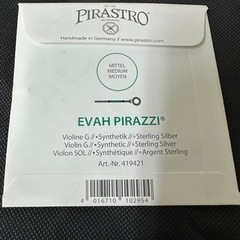 PIRASTRO
Handmade in Germany // www.pirastro.com
MITTEL
MEDIUM
MOYEN
EVAH PIRAZZI®
Violine G // •Synthetik //•Sterling Silber
Violin G //•Synthetic //•Sterling Silver
Violon SOL //•Synthétique //•Argent Sterling
Art.-Nr. 419421
4 016710 102954